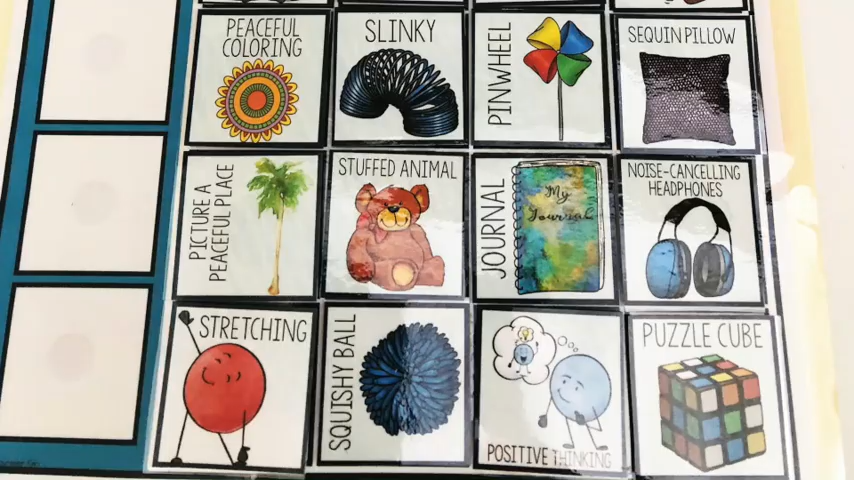 PEACEFUL
COLORING
SLINKY
PINWHEEL
SEQUIN PILLOW
PICTURE A
PEACEFUL PLACE
STUFFED ANIMAL
JOURNAL
My
Journal
NOISE-CANCELLING
HEADPHONES
STRETCHING
SQUISHY BALL
POSITIVE THINKING
PUZZLE CUBE